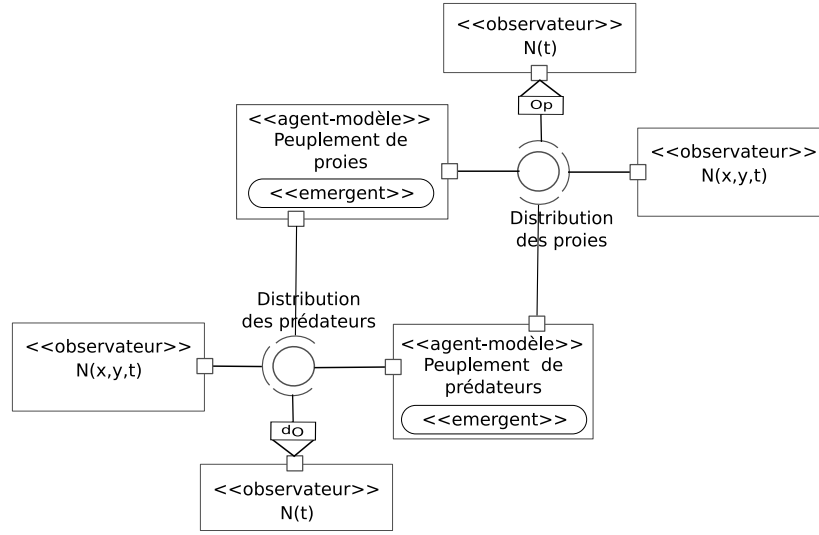 <<observateur>>
N(t)
Op
<<agent-modèle>>
Peuplement de
proies
<<emergent>>
<<observateur>>
N(x,y,t)
Distribution
des proies
Distribution
des prédateurs
<<observateur>>
N(x,y,t)
<<agent-modèle>>
Peuplement de
prédateurs
<<emergent>>
Op
<<observateur>>
N(t)